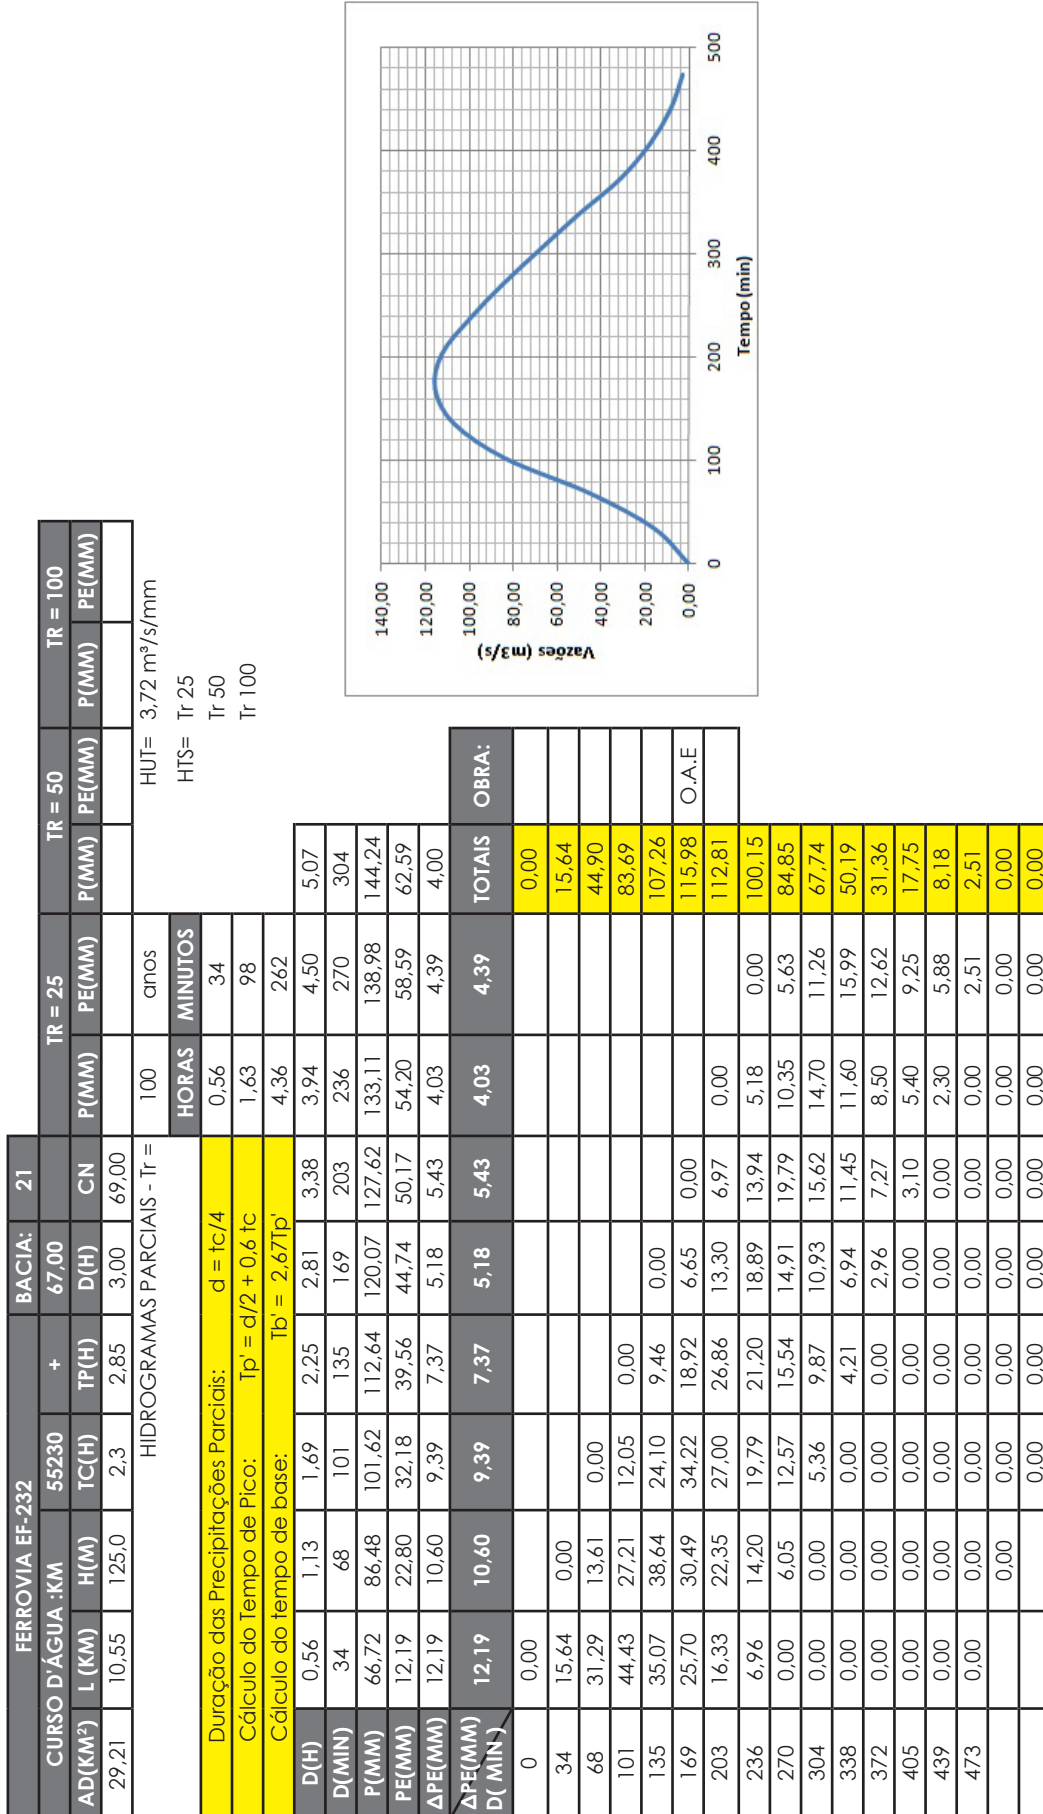 FERROVIA EF-232 BACIA: 21
CURSO D'ÁGUA :KM 55230 + 67,00 TR = 25 TR = 50 TR = 100
AD(KM²) L (KM) H(M) TC(H) TP(H) D(H) CN P(MM) PE(MM) P(MM) PE(MM) P(MM) PE(MM)
29,21 10,55 125,0 2,3 2,85 3,00 69,00
HIDROGRAMAS PARCIAIS - Tr = 100 anos HUT= 3,72 m³/s/mm
HORAS MINUTOS HTS= Tr 25
Duração das Precipitações Parciais: d = tc/4 0,56 34 Tr 50
Cálculo do Tempo de Pico: Tp' = d/2 + 0,6 tc 1,63 98 Tr 100
Cálculo do tempo de base: Tb' = 2,67Tp' 4,36 262
D(H) 0,56 1,13 1,69 2,25 2,81 3,38 3,94 4,50 5,07
D(MIN) 34 68 101 135 169 203 236 270 304
P(MM) 66,72 86,48 101,62 112,64 120,07 127,62 133,11 138,98 144,24
PE(MM) 12,19 22,80 32,18 39,56 44,74 50,17 54,20 58,59 62,59
ΔPE(MM) 12,19 10,60 9,39 7,37 5,18 5,43 4,03 4,39 4,00
ΔPE(MM) D( MIN ) 12,19 10,60 9,39 7,37 5,18 5,43 4,03 4,39 TOTAIS OBRA:
0 0,00 0,00
34 15,64 0,00 15,64
68 31,29 13,61 0,00 44,90
101 44,43 27,21 12,05 0,00 83,69
135 35,07 38,64 24,10 9,46 0,00 107,26
169 25,70 30,49 34,22 18,92 6,65 0,00 115,98 O.A.E
203 16,33 22,35 27,00 26,86 13,30 6,97 0,00 112,81
236 6,96 14,20 19,79 21,20 18,89 13,94 5,18 0,00 100,15
270 0,00 6,05 12,57 15,54 14,91 19,79 10,35 5,63 84,85
304 0,00 0,00 5,36 9,87 10,93 15,62 14,70 11,26 67,74
338 0,00 0,00 0,00 4,21 6,94 11,45 11,60 15,99 50,19
372 0,00 0,00 0,00 0,00 2,96 7,27 8,50 12,62 31,36
405 0,00 0,00 0,00 0,00 0,00 3,10 5,40 9,25 17,75
439 0,00 0,00 0,00 0,00 0,00 0,00 2,30 5,88 8,18
473 0,00 0,00 0,00 0,00 0,00 0,00 0,00 2,51 2,51
0,00 0,00 0,00 0,00 0,00 0,00 0,00 0,00
0,00 0,00 0,00 0,00 0,00 0,00 0,00
Vazões (m3/s)
140,00
120,00
100,00
80,00
60,00
40,00
20,00
0,00
0 100 200 300 400 500
Tempo (min)